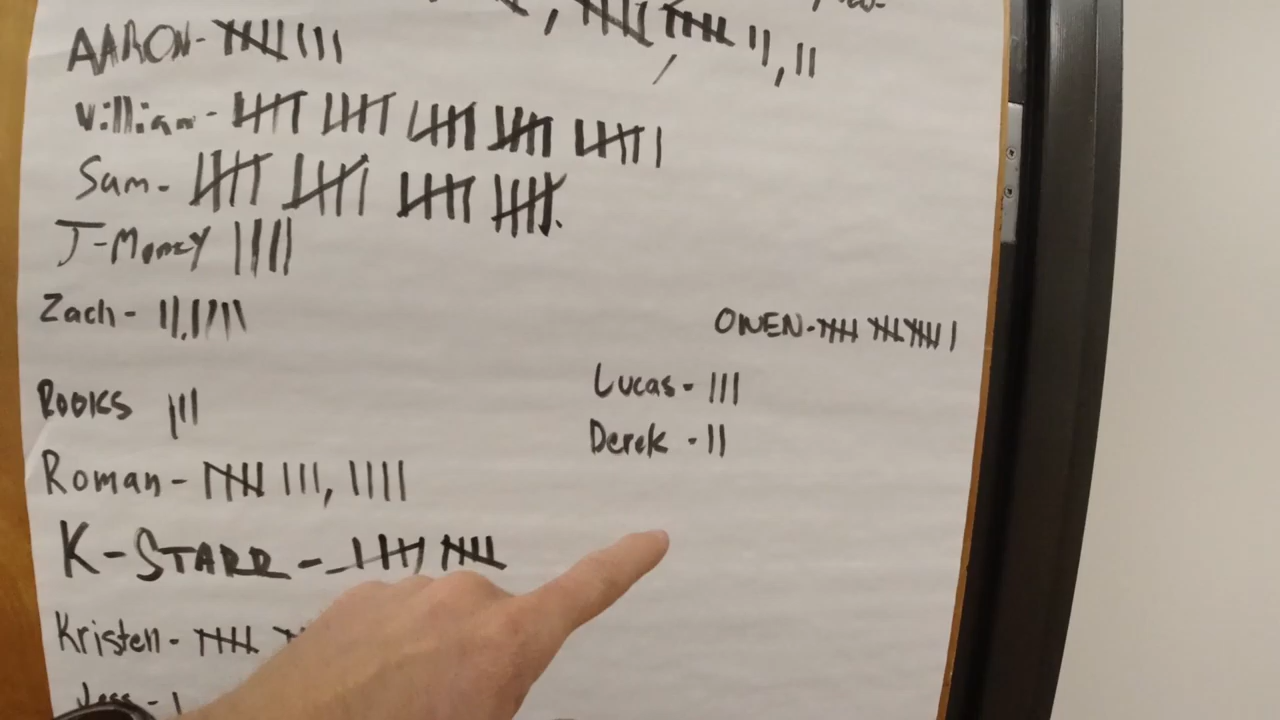 AARON- 𝍸 |||
William- 𝍸 𝍸 𝍸 𝍸 𝍸 |
Sam- 𝍸 𝍸 𝍸 𝍸
J-Money ||||
Zach- ||,||||
OWEN- 𝍸 𝍸 𝍸 |
Lucas- |||
Derek - ||
ROOKS |||
Roman- 𝍸 |||, ||||
K-STARR- 𝍸 𝍸
Kristen- 𝍸